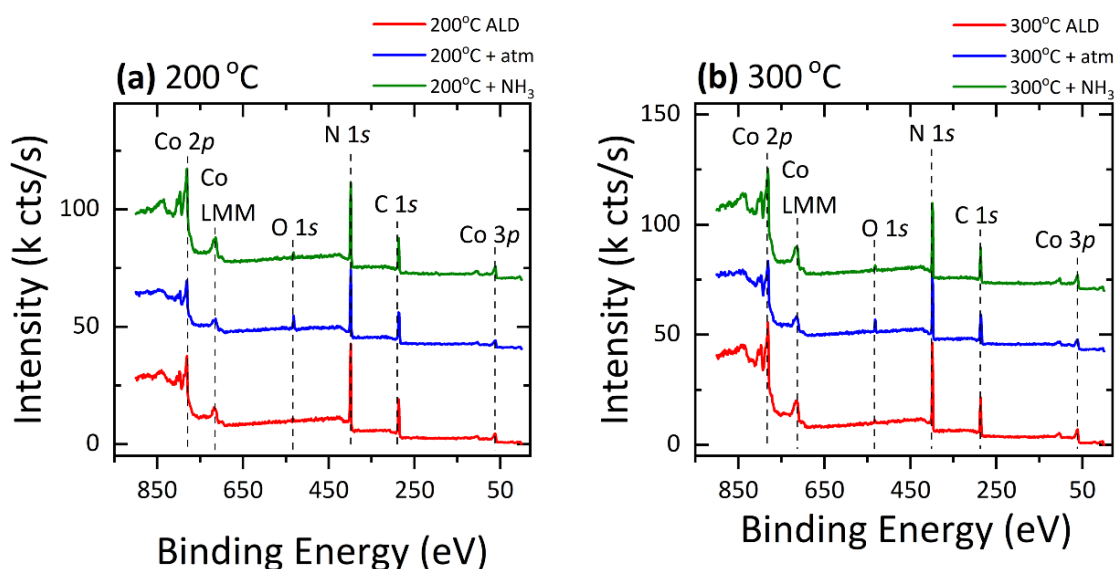 200°C ALD
200°C + atm
200°C + NH₃
(a) 200 °C
Co 2p
Co
LMM
O 1s
N 1s
C 1s
Co 3p
100
50
0
Intensity (k cts/s)
850 650 450 250 50
Binding Energy (eV)
300°C ALD
300°C + atm
300°C + NH₃
(b) 300 °C
150
Co 2p
Co
LMM
O 1s
N 1s
C 1s
Co 3p
100
50
0
Intensity (k cts/s)
850 650 450 250 50
Binding Energy (eV)